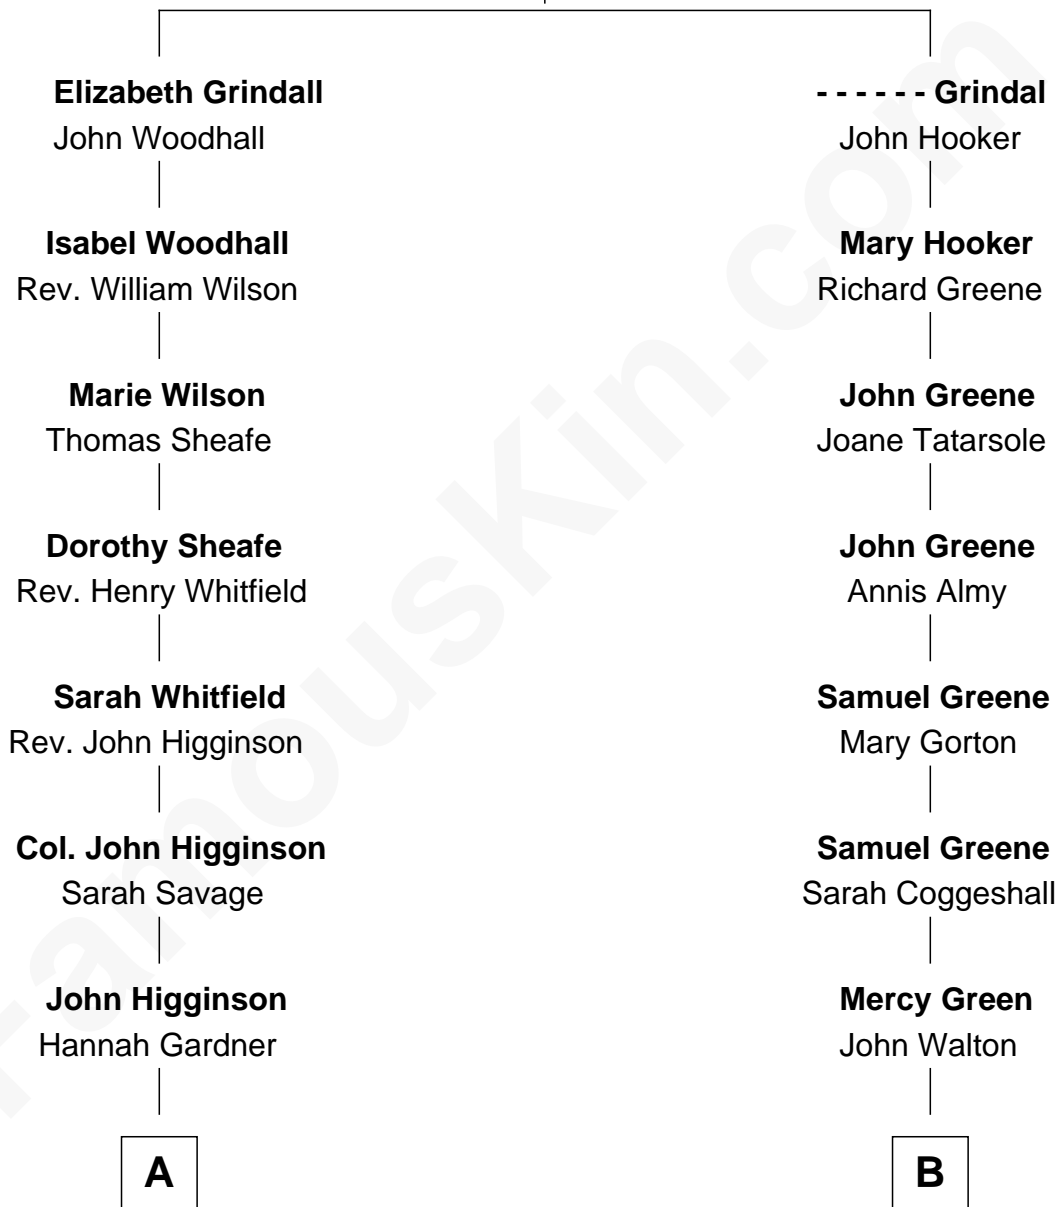 Elizabeth Grindall
John Woodhall
Isabel Woodhall
Rev. William Wilson
Marie Wilson
Thomas Sheafe
Dorothy Sheafe
Rev. Henry Whitfield
Sarah Whitfield
Rev. John Higginson
Col. John Higginson
Sarah Savage
John Higginson
Hannah Gardner
A
- - - - - - Grindal
John Hooker
Mary Hooker
Richard Greene
John Greene
Joane Tatarsole
John Greene
Annis Almy
Samuel Greene
Mary Gorton
Samuel Greene
Sarah Coggeshall
Mercy Green
John Walton
B
FamousKin.com